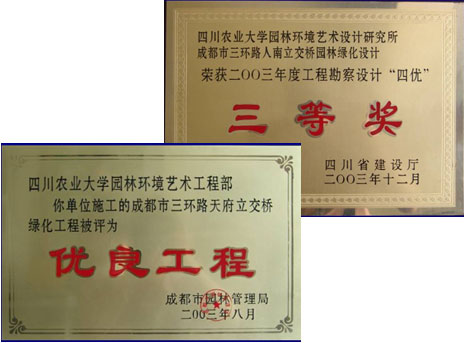 四川农业大学园林环境艺术设计研究所
成都市三环路人南立交桥园林绿化设计
荣获二〇〇三年度工程勘察设计“四优”
三等奖
四川省建设厅
二〇〇三年十二月
四川农业大学园林环境艺术工程部
你单位施工的成都市三环路天府立交桥
绿化工程被评为
优良工程
成都市园林管理局
二〇〇三年八月